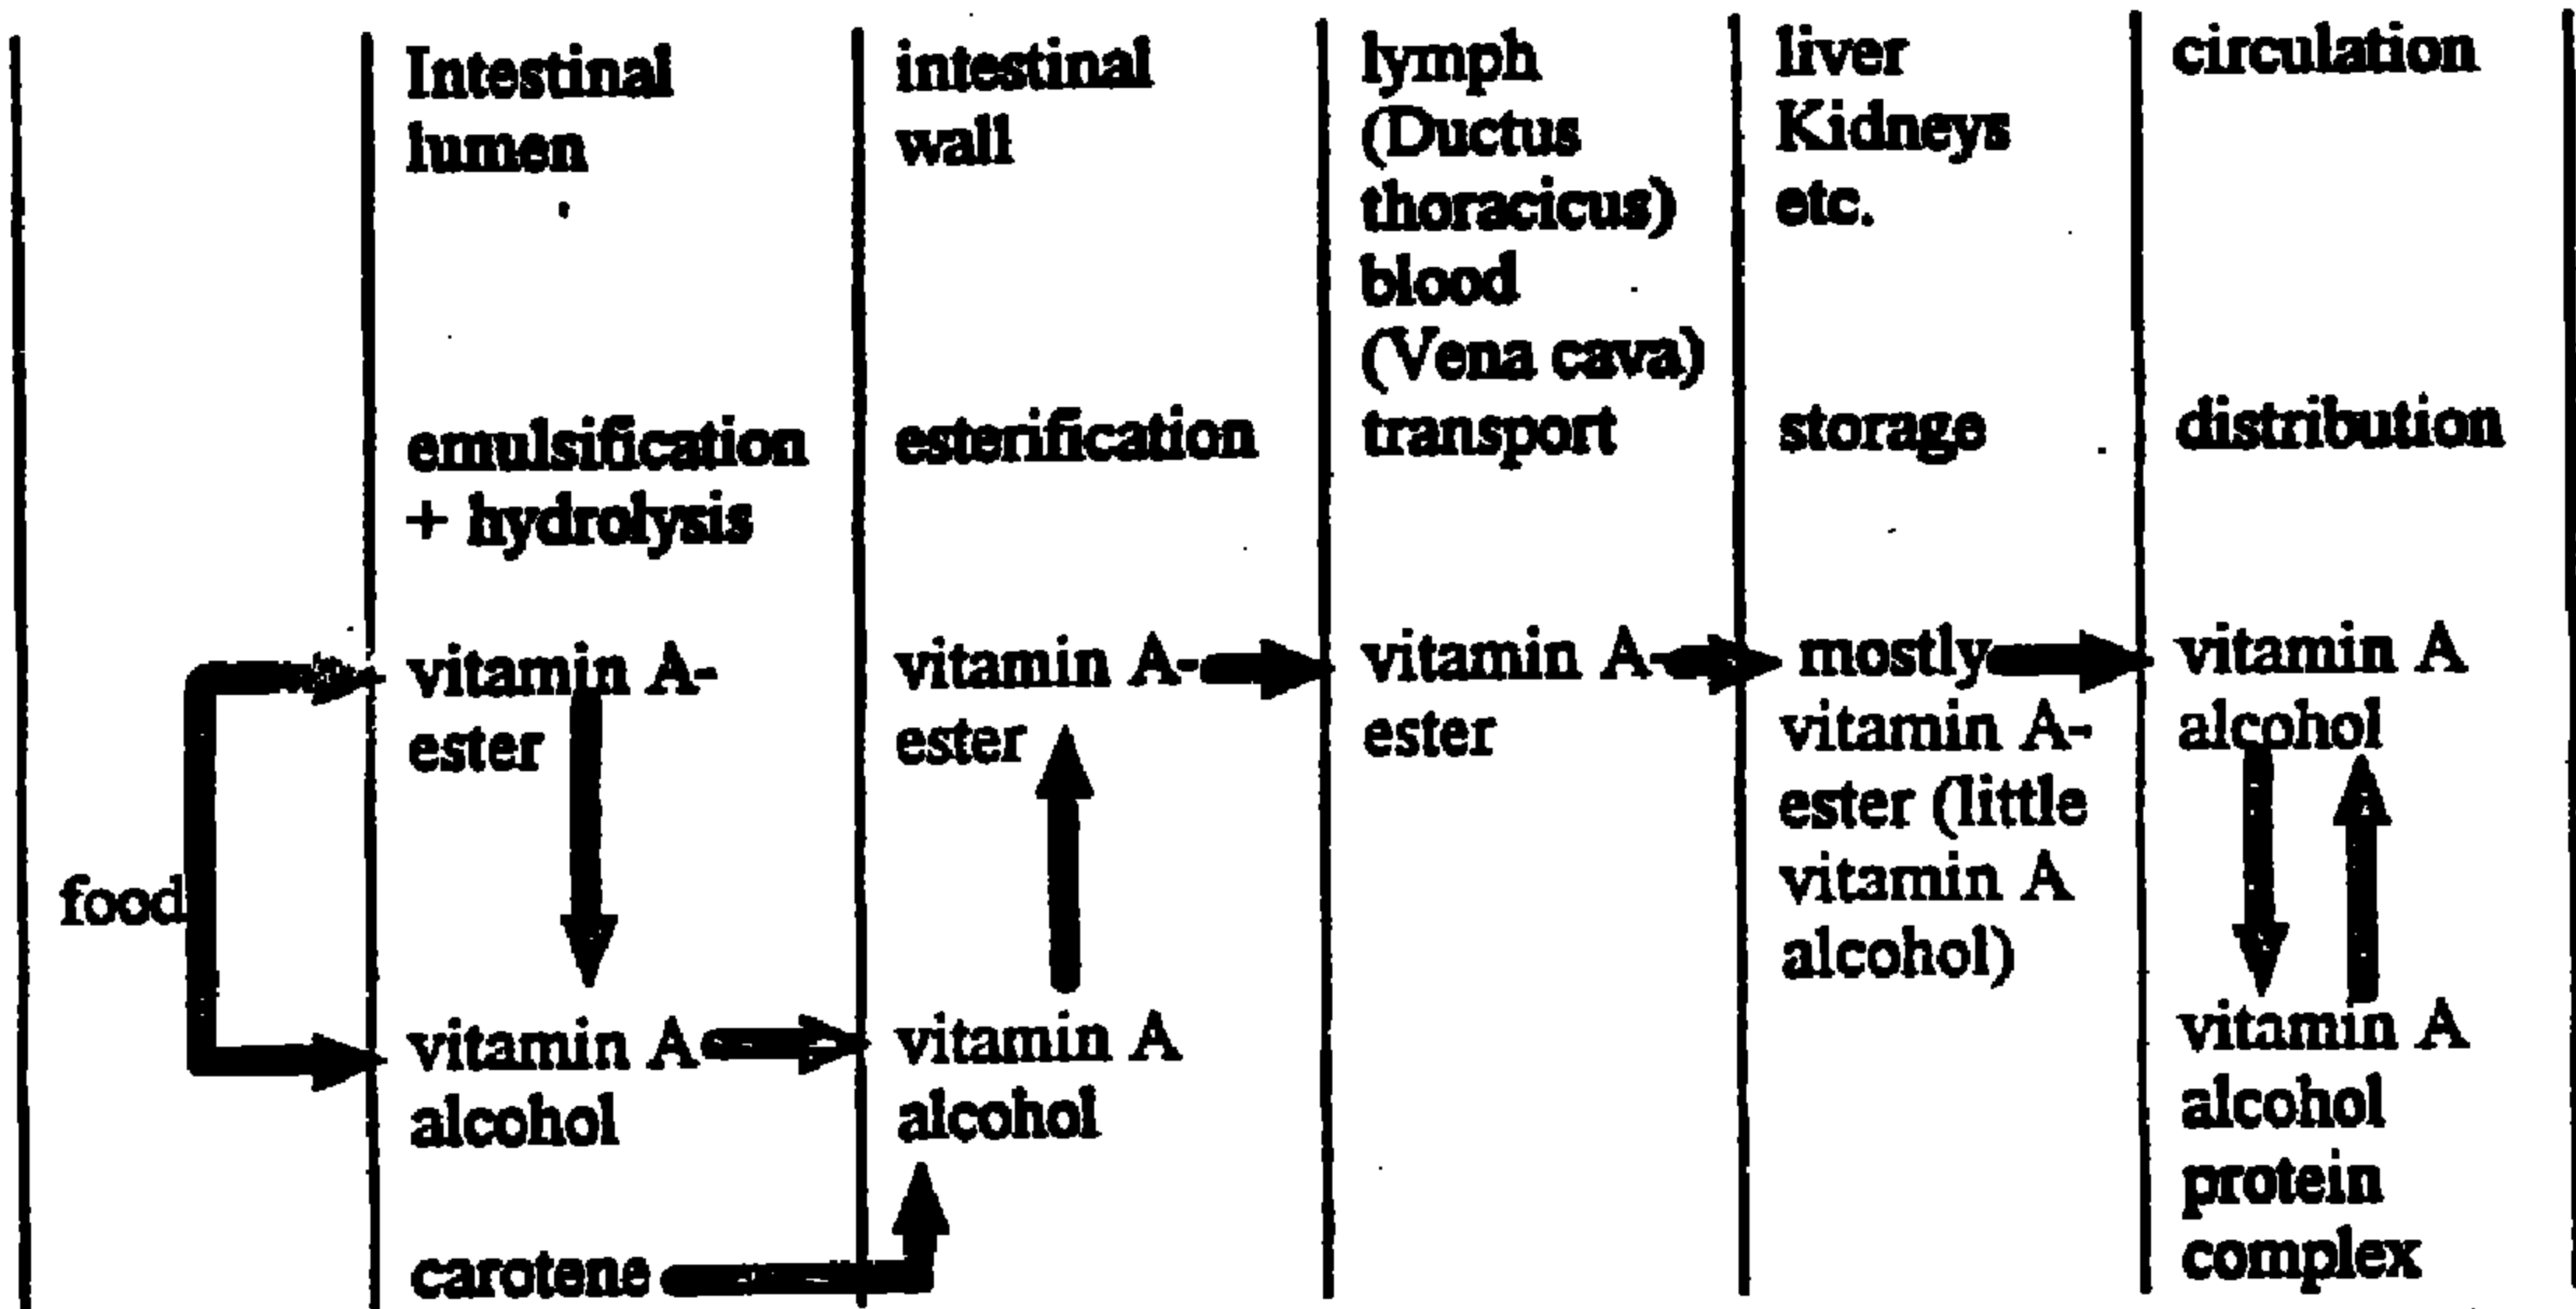 food
Intestinal
lumen
emulsification
+ hydrolysis
vitamin A-
ester
vitamin A
alcohol
carotene
intestinal
wall
esterification
vitamin A-
ester
vitamin A
alcohol
lymph
(Ductus
thoracicus)
blood
(Vena cava)
transport
vitamin A-
ester
liver
Kidneys
etc.
storage
mostly
vitamin A-
ester (little
vitamin A
alcohol)
circulation
distribution
vitamin A
alcohol
vitamin A
alcohol
protein
complex